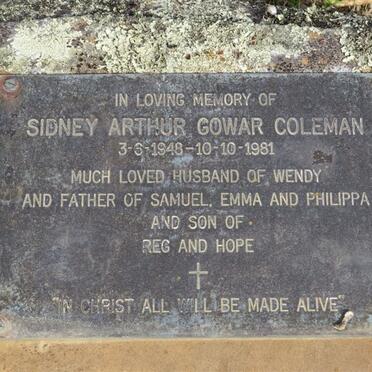 IN LOVING MEMORY OF
SIDNEY ARTHUR GOWAR COLEMAN
3-6-1948-10-10-1981
MUCH LOVED HUSBAND OF WENDY
AND FATHER OF SAMUEL, EMMA AND PHILIPPA
AND SON OF
REG AND HOPE
"IN CHRIST ALL WILL BE MADE ALIVE"